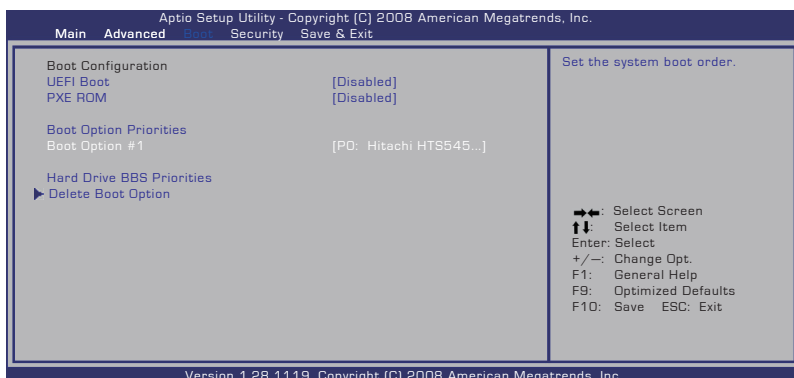 Aptio Setup Utility - Copyright (C) 2008 American Megatrends, Inc.
Main Advanced Boot Security Save & Exit
Boot Configuration
UEFI Boot [Disabled]
PXE ROM [Disabled]
Boot Option Priorities
Boot Option #1 [P0: Hitachi HTS545...]
Hard Drive BBS Priorities
Delete Boot Option
Set the system boot order.
→←: Select Screen
↑↓: Select Item
Enter: Select
+/—: Change Opt.
F1: General Help
F9: Optimized Defaults
F10: Save ESC: Exit
Version 1.28.1119. Copyright (C) 2008 American Megatrends, Inc.